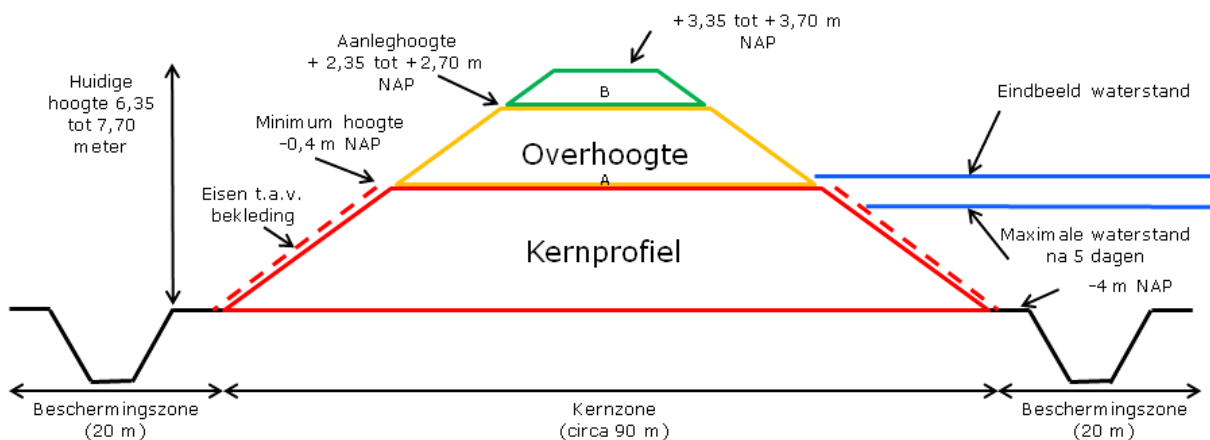 +3,35 tot +3,70 m
NAP
Aanleghoogte
+ 2,35 tot +2,70 m
NAP
Huidige
hoogte 6,35
tot 7,70
meter
B
Eindbeeld waterstand
Minimum hoogte
-0,4 m NAP
Overhoogte
A
Eisen t.a.v.
bekleding
Maximale waterstand
na 5 dagen
Kernprofiel
-4 m NAP
Beschermingszone
(20 m)
Kernzone
(circa 90 m)
Beschermingszone
(20 m)